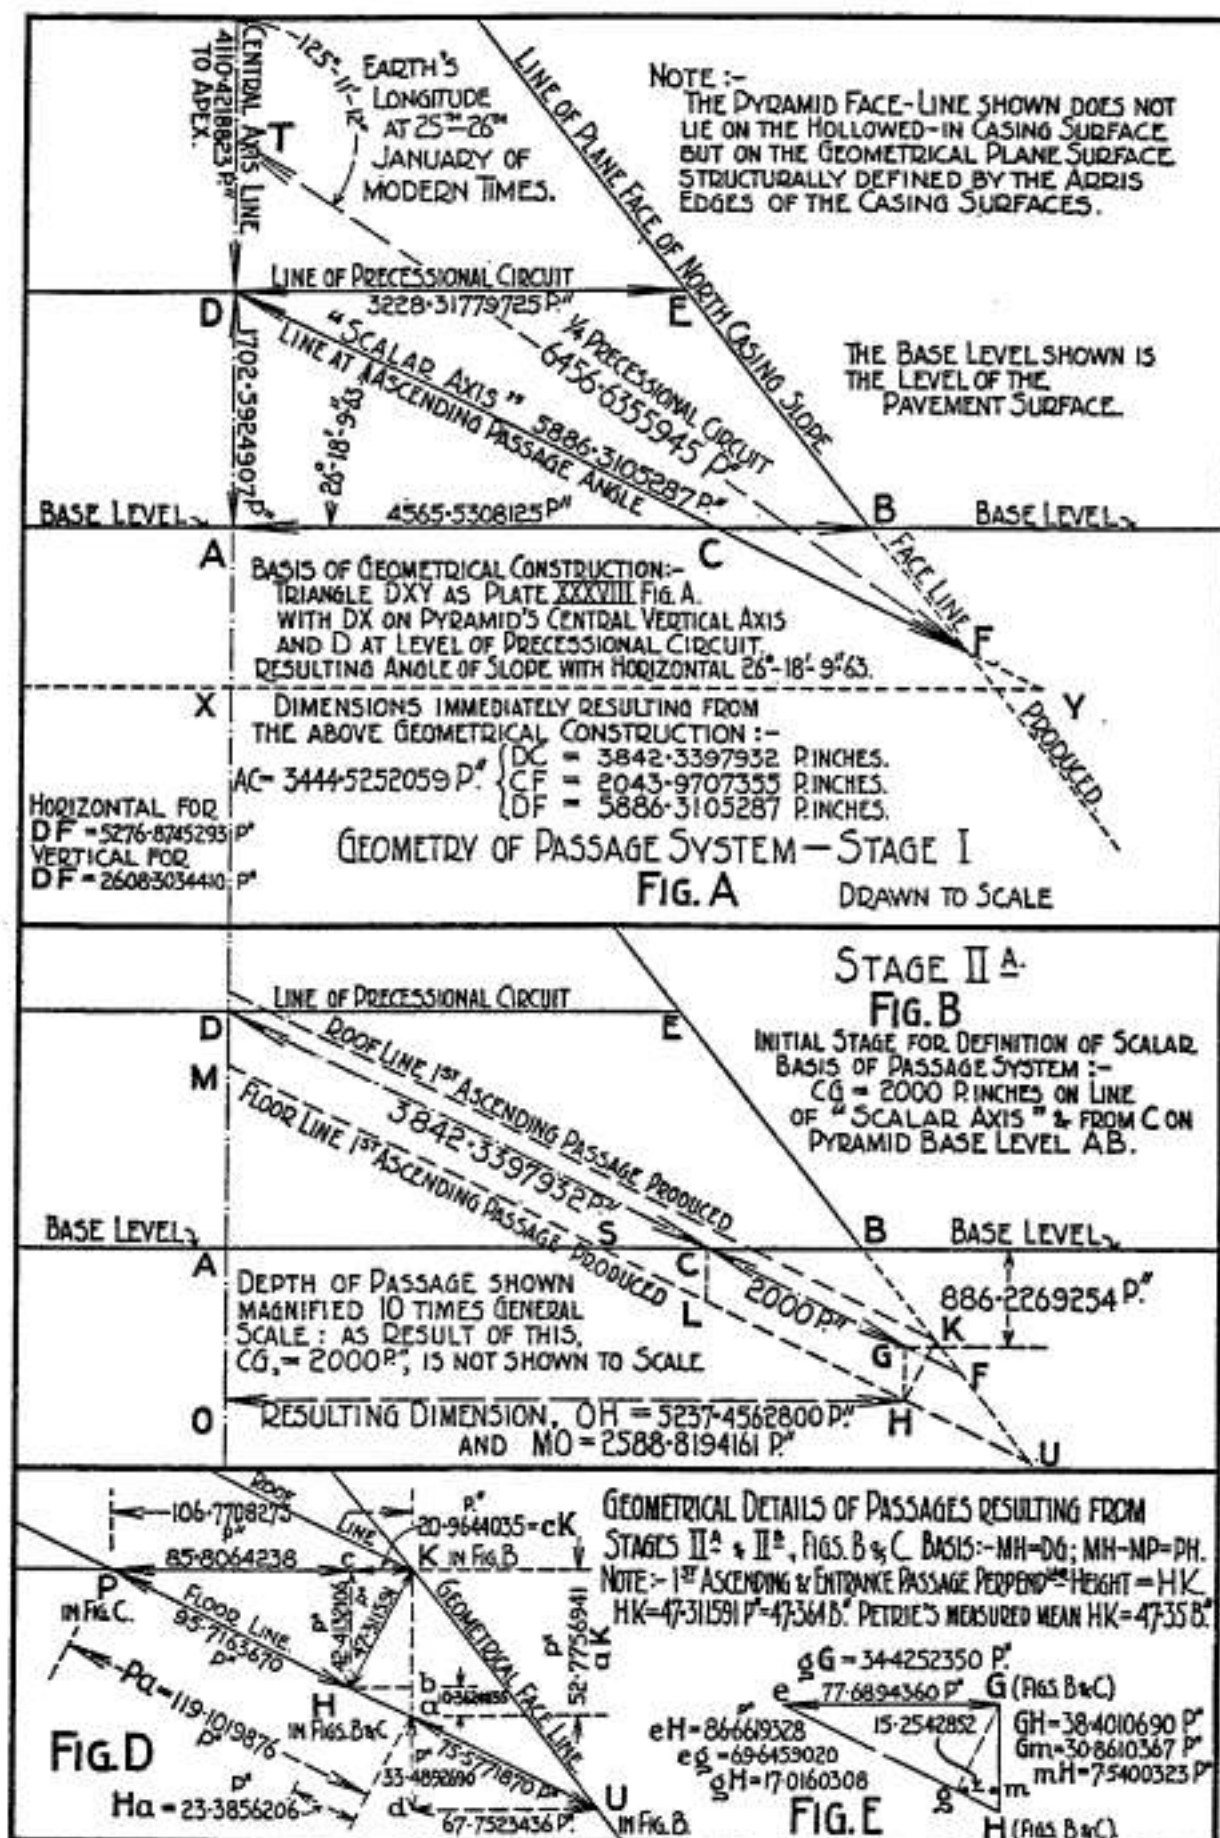 CENTRAL AXIS LINE
4110·4218823 P."
TO APEX.
125°-11'-12"
EARTH'S
LONGITUDE
AT 25TH-26TH
JANUARY OF
MODERN TIMES.
T
LINE OF PLANE FACE OF NORTH CASING SLOPE
NOTE:-
THE PYRAMID FACE-LINE SHOWN DOES NOT
LIE ON THE HOLLOWED-IN CASING SURFACE
BUT ON THE GEOMETRICAL PLANE SURFACE
STRUCTURALLY DEFINED BY THE ARRIS
EDGES OF THE CASING SURFACES.
LINE OF PRECESSIONAL CIRCUIT
3228·31779725 P."
D
E
"SCALAR AXIS" 5886·3105287 P."
LINE AT ASCENDING PASSAGE ANGLE
1/4 PRECESSIONAL CIRCUIT
6456·6355945 P."
1702·5924907 P."
26°-18'-9"·63
THE BASE LEVEL SHOWN IS
THE LEVEL OF THE
PAVEMENT SURFACE.
BASE LEVEL
4565·5308125 P."
B
BASE LEVEL
A
C
FACE LINE
PRODUCED
F
BASIS OF GEOMETRICAL CONSTRUCTION:-
TRIANGLE DXY AS PLATE XXXVIII FIG. A.
WITH DX ON PYRAMID'S CENTRAL VERTICAL AXIS
AND D AT LEVEL OF PRECESSIONAL CIRCUIT.
RESULTING ANGLE OF SLOPE WITH HORIZONTAL 26°-18'-9"·63.
X
Y
DIMENSIONS IMMEDIATELY RESULTING FROM
THE ABOVE GEOMETRICAL CONSTRUCTION:-
AC = 3444·5252059 P."
DC = 3842·3397932 P.INCHES.
CF = 2043·9707355 P.INCHES.
DF = 5886·3105287 P.INCHES.
HORIZONTAL FOR
DF = 5276·8745293 P."
VERTICAL FOR
DF = 2608·3034410 P."
GEOMETRY OF PASSAGE SYSTEM — STAGE I
FIG. A
DRAWN TO SCALE
STAGE II A.
FIG. B
INITIAL STAGE FOR DEFINITION OF SCALAR
BASIS OF PASSAGE SYSTEM:-
CG = 2000 P.INCHES ON LINE
OF "SCALAR AXIS" & FROM C ON
PYRAMID BASE LEVEL AB.
LINE OF PRECESSIONAL CIRCUIT
D
E
M
ROOF LINE 1ST ASCENDING PASSAGE PRODUCED
3842·3397932 P."
FLOOR LINE 1ST ASCENDING PASSAGE PRODUCED
BASE LEVEL
S
B
BASE LEVEL
A
C
L
2000 P."
886·2269254 P."
K
G
F
DEPTH OF PASSAGE SHOWN
MAGNIFIED 10 TIMES GENERAL
SCALE: AS RESULT OF THIS,
CG, = 2000 P.", IS NOT SHOWN TO SCALE
O
H
U
RESULTING DIMENSION, OH = 5237·4562800 P."
AND MO = 2588·8194161 P."
ROOF LINE
106·7708273
P."
P."
20·9644035 = cK
K IN FIG. B
85·8064238
c
P
IN FIG. C.
FLOOR LINE.
95·7163670
P."
47·311591
GEOMETRICAL FACE LINE.
52·7756941
P."
aK
b
a
H
IN FIGS. B & C
Pa = 119·1019876
P."
75·5771870 P."
FIG. D
P."
Ha = 23·3856206
d
U
IN FIG. B.
67·7523436 P."
GEOMETRICAL DETAILS OF PASSAGES RESULTING FROM
STAGES II A & II B, FIGS. B & C. BASIS:- MH=DG; MH-MP=PH.
NOTE:- 1ST ASCENDING & ENTRANCE PASSAGE PERPENDLAR HEIGHT = HK.
HK=47·311591 P."=47·364 B." PETRIE'S MEASURED MEAN HK=47·35 B."
gG = 34·4252350 P."
e
77·6894360 P."
G (FIGS. B & C)
P."
eH = 86·6619328
eg = 69·6459020
gH = 17·0160308
15·2542852
GH = 38·4010690 P."
Gm = 30·8610367 P."
mH = 7·5400323 P."
g
m
FIG. E
H (FIGS. B & C)